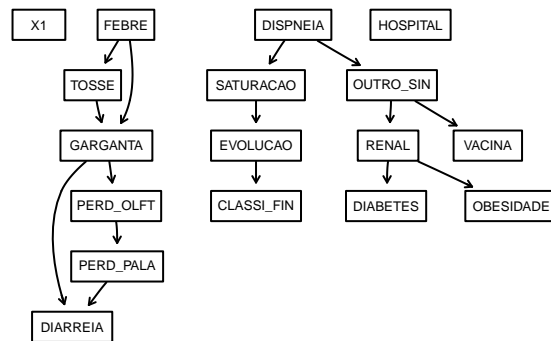 X1
FEBRE
DISPNEIA
HOSPITAL
TOSSE
SATURACAO
OUTRO_SIN
GARGANTA
EVOLUCAO
RENAL
VACINA
PERD_OLFT
CLASSI_FIN
DIABETES
OBESIDADE
PERD_PALA
DIARREIA